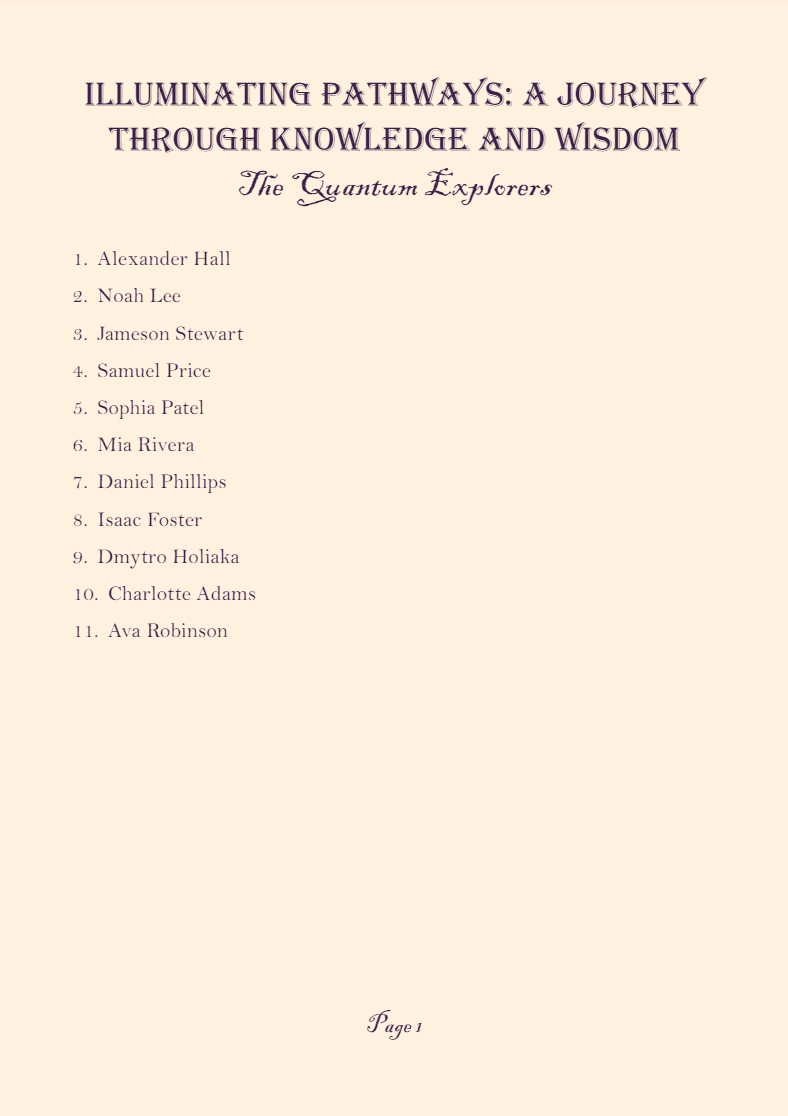 ILLUMINATING PATHWAYS: A JOURNEY
THROUGH KNOWLEDGE AND WISDOM
The Quantum Explorers
1. Alexander Hall
2. Noah Lee
3. Jameson Stewart
4. Samuel Price
5. Sophia Patel
6. Mia Rivera
7. Daniel Phillips
8. Isaac Foster
9. Dmytro Holiaka
10. Charlotte Adams
11. Ava Robinson
Page 1